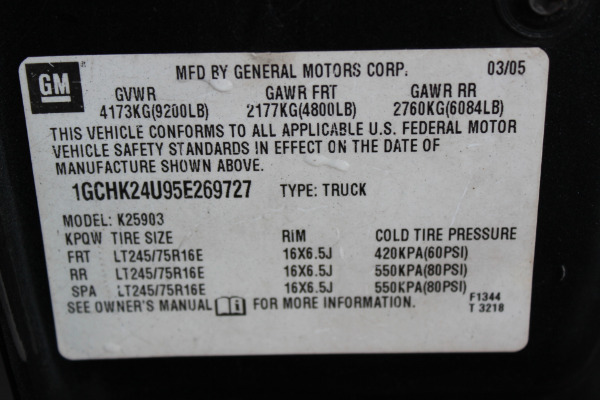 GM
MFD BY GENERAL MOTORS CORP. 03/05
GVWR GAWR FRT GAWR RR
4173KG(9200LB) 2177KG(4800LB) 2760KG(6084LB)
THIS VEHICLE CONFORMS TO ALL APPLICABLE U.S. FEDERAL MOTOR
VEHICLE SAFETY STANDARDS IN EFFECT ON THE DATE OF
MANUFACTURE SHOWN ABOVE.
1GCHK24U95E269727 TYPE: TRUCK
MODEL: K25903
KPQW TIRE SIZE RIM COLD TIRE PRESSURE
FRT LT245/75R16E 16X6.5J 420KPA(60PSI)
RR LT245/75R16E 16X6.5J 550KPA(80PSI)
SPA LT245/75R16E 16X6.5J 550KPA(80PSI)
SEE OWNER'S MANUAL FOR MORE INFORMATION. F1344
T 3218